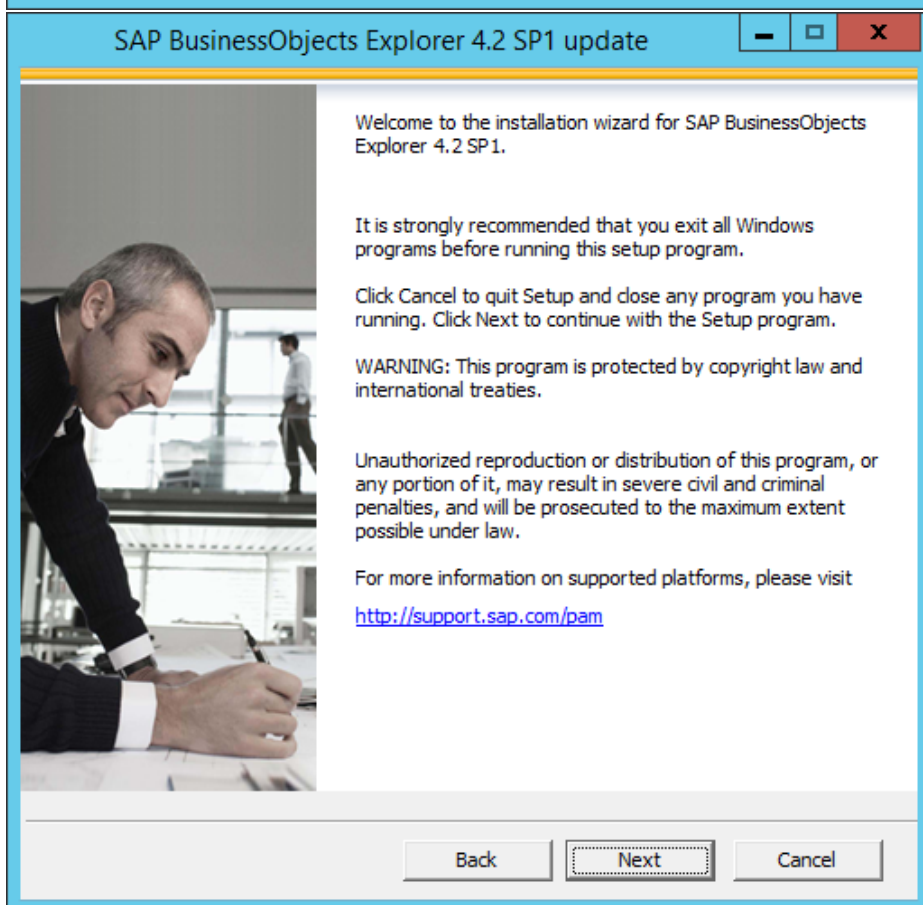 SAP BusinessObjects Explorer 4.2 SP1 update
Welcome to the installation wizard for SAP BusinessObjects
Explorer 4.2 SP1.
It is strongly recommended that you exit all Windows
programs before running this setup program.
Click Cancel to quit Setup and close any program you have
running. Click Next to continue with the Setup program.
WARNING: This program is protected by copyright law and
international treaties.
Unauthorized reproduction or distribution of this program, or
any portion of it, may result in severe civil and criminal
penalties, and will be prosecuted to the maximum extent
possible under law.
For more information on supported platforms, please visit
http://support.sap.com/pam
Back
Next
Cancel